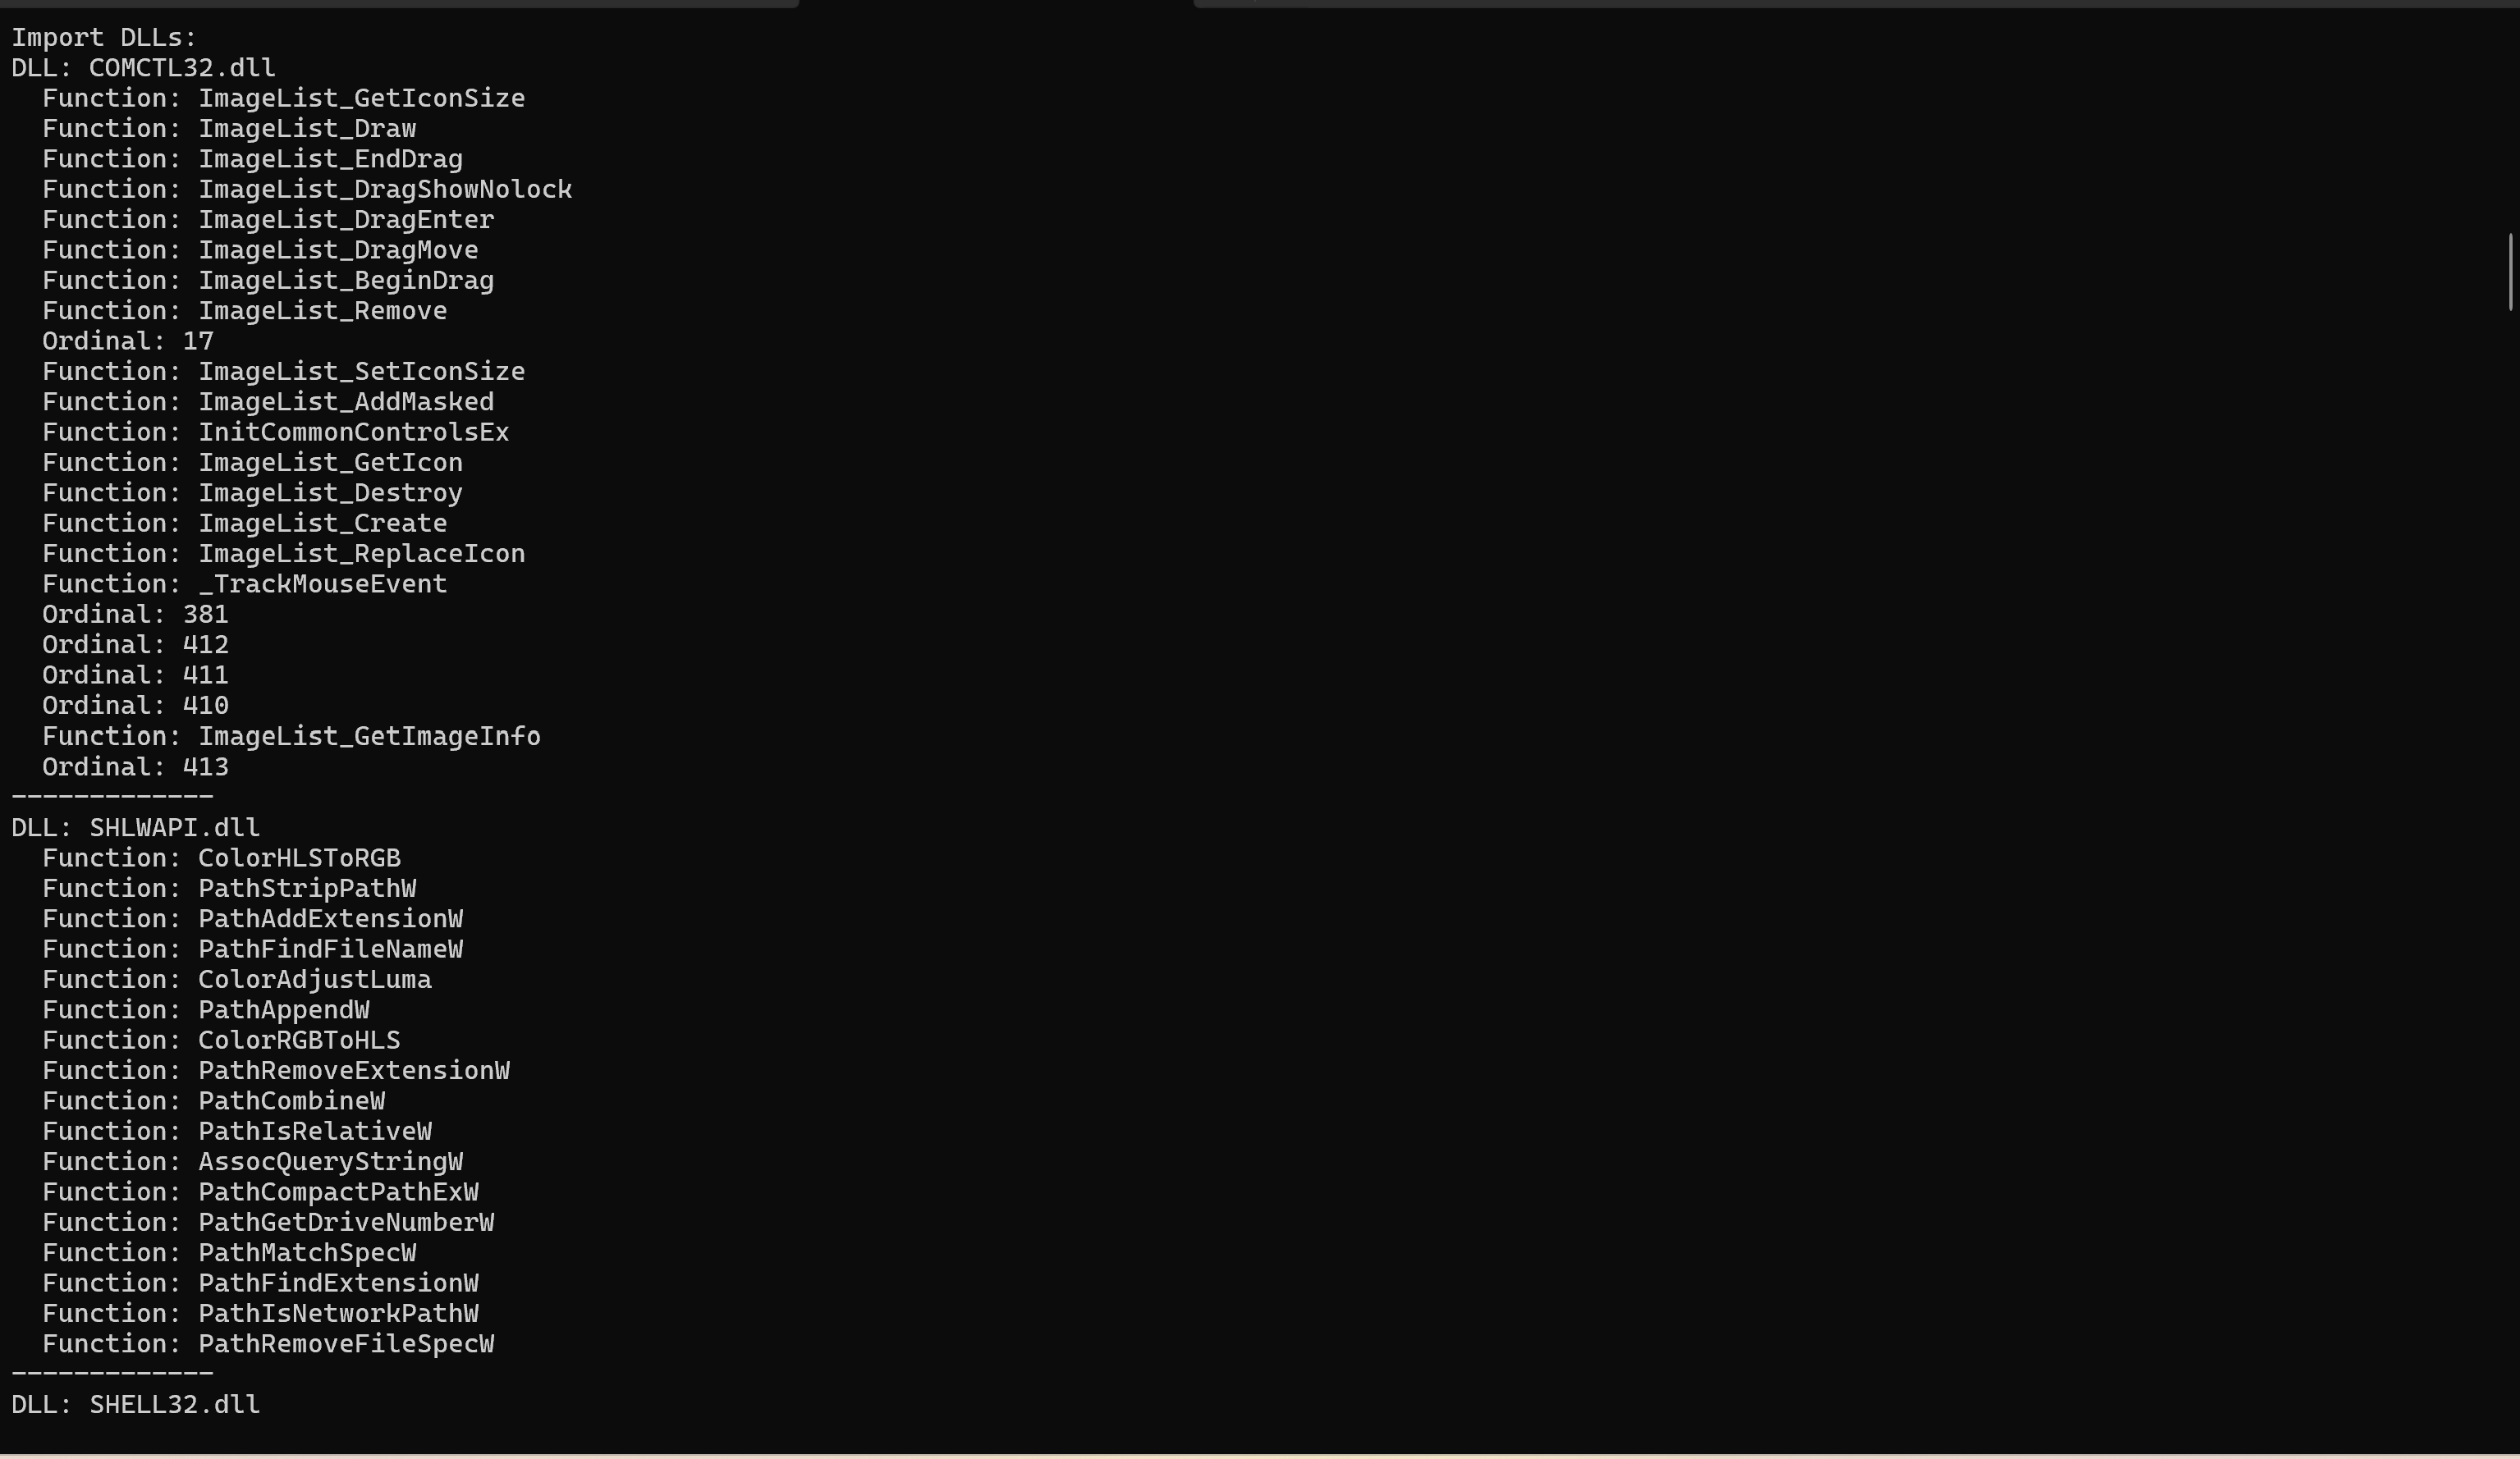 Import DLLs:
DLL: COMCTL32.dll
  Function: ImageList_GetIconSize
  Function: ImageList_Draw
  Function: ImageList_EndDrag
  Function: ImageList_DragShowNolock
  Function: ImageList_DragEnter
  Function: ImageList_DragMove
  Function: ImageList_BeginDrag
  Function: ImageList_Remove
  Ordinal: 17
  Function: ImageList_SetIconSize
  Function: ImageList_AddMasked
  Function: InitCommonControlsEx
  Function: ImageList_GetIcon
  Function: ImageList_Destroy
  Function: ImageList_Create
  Function: ImageList_ReplaceIcon
  Function: _TrackMouseEvent
  Ordinal: 381
  Ordinal: 412
  Ordinal: 411
  Ordinal: 410
  Function: ImageList_GetImageInfo
  Ordinal: 413
-------------
DLL: SHLWAPI.dll
  Function: ColorHLSToRGB
  Function: PathStripPathW
  Function: PathAddExtensionW
  Function: PathFindFileNameW
  Function: ColorAdjustLuma
  Function: PathAppendW
  Function: ColorRGBToHLS
  Function: PathRemoveExtensionW
  Function: PathCombineW
  Function: PathIsRelativeW
  Function: AssocQueryStringW
  Function: PathCompactPathExW
  Function: PathGetDriveNumberW
  Function: PathMatchSpecW
  Function: PathFindExtensionW
  Function: PathIsNetworkPathW
  Function: PathRemoveFileSpecW
-------------
DLL: SHELL32.dll